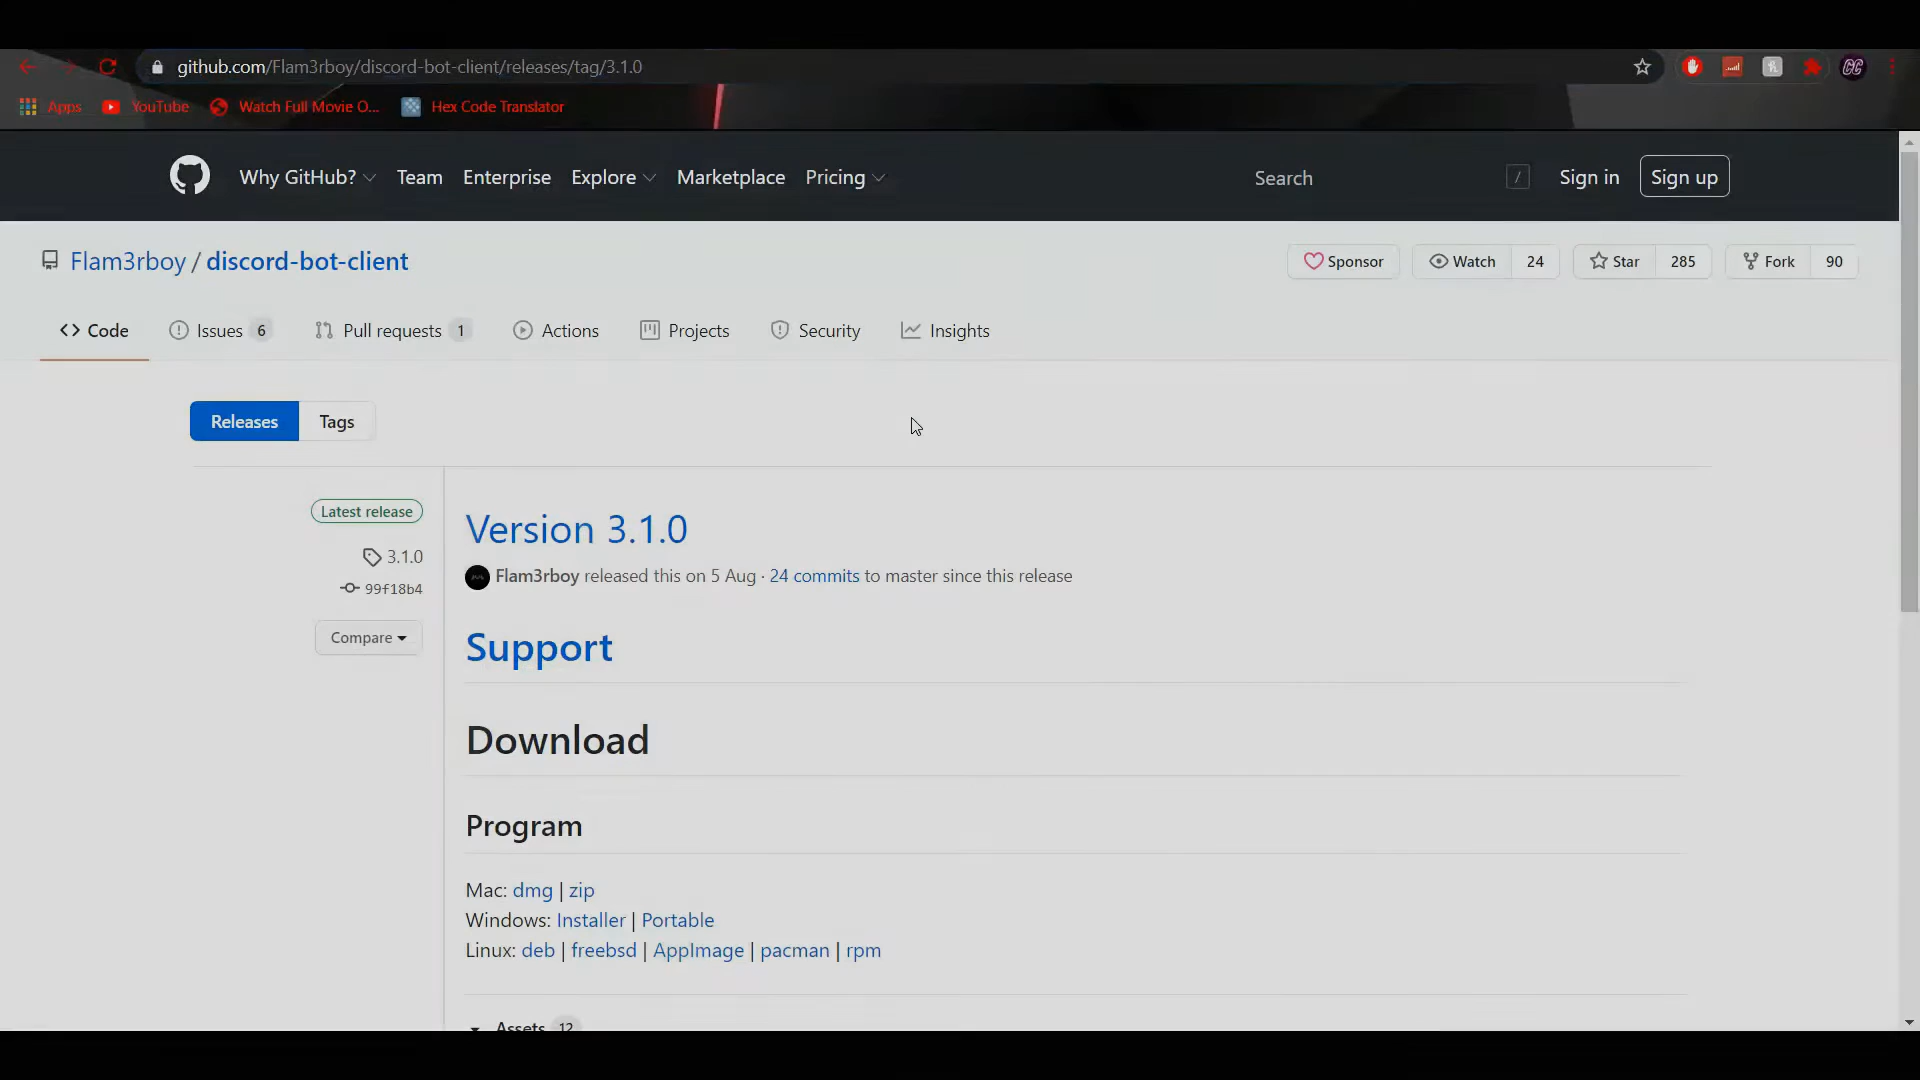 github.com/Flam3rboy/discord-bot-client/releases/tag/3.1.0
Apps YouTube Watch Full Movie O... Hex Code Translator
Why GitHub? Team Enterprise Explore Marketplace Pricing Search / Sign in Sign up
Flam3rboy / discord-bot-client Sponsor Watch 24 Star 285 Fork 90
Code Issues 6 Pull requests 1 Actions Projects Security Insights
Releases Tags
Latest release
3.1.0
99f18b4
Compare
Version 3.1.0
Flam3rboy released this on 5 Aug · 24 commits to master since this release
Support
Download
Program
Mac: dmg | zip
Windows: Installer | Portable
Linux: deb | freebsd | AppImage | pacman | rpm
Assets 12